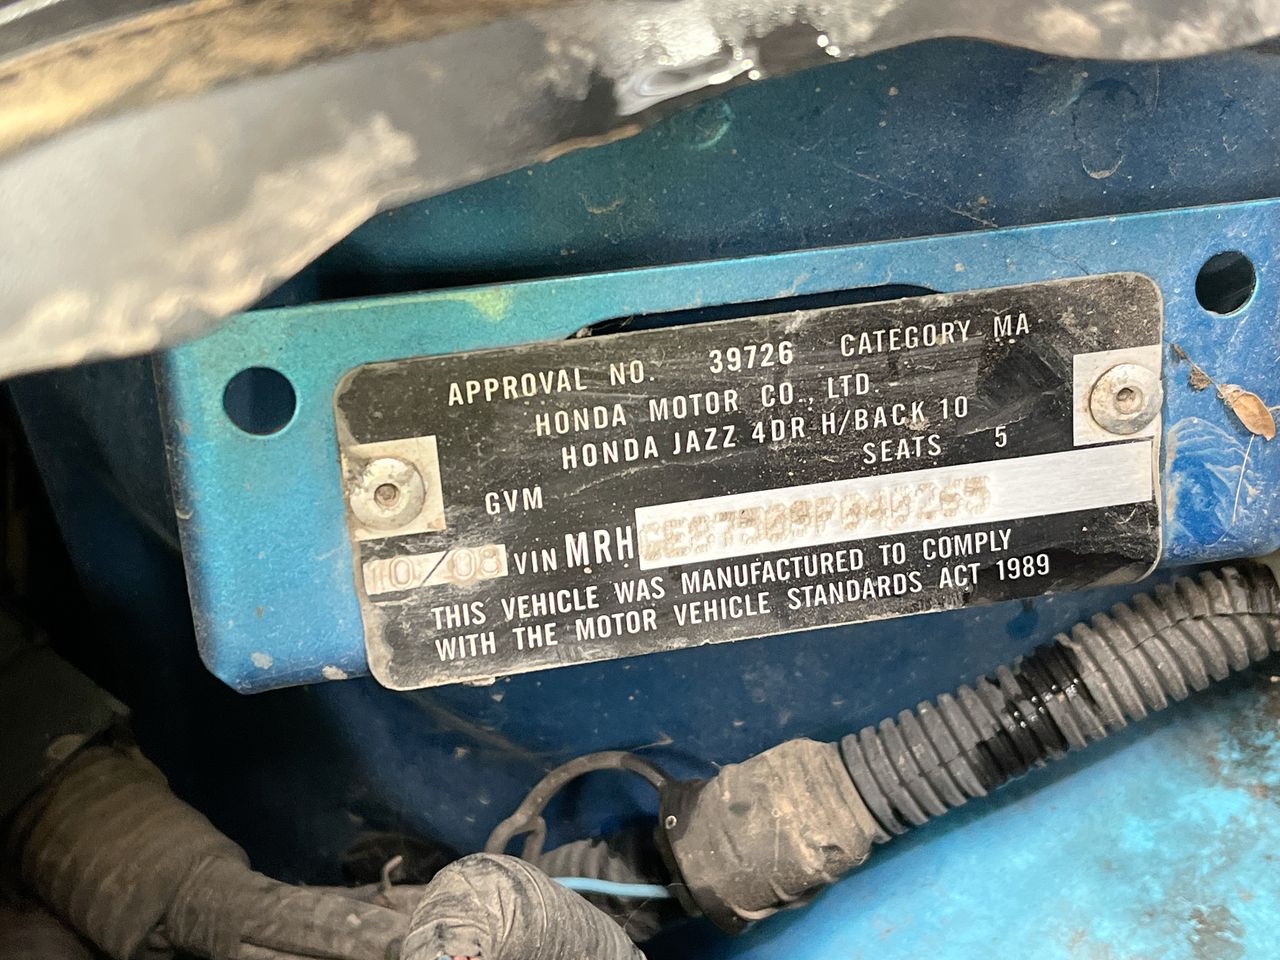 APPROVAL NO. 39726 CATEGORY MA
HONDA MOTOR CO., LTD.
HONDA JAZZ 4DR H/BACK 10
SEATS 5
GVM
10/08 VIN MRH
THIS VEHICLE WAS MANUFACTURED TO COMPLY
WITH THE MOTOR VEHICLE STANDARDS ACT 1989